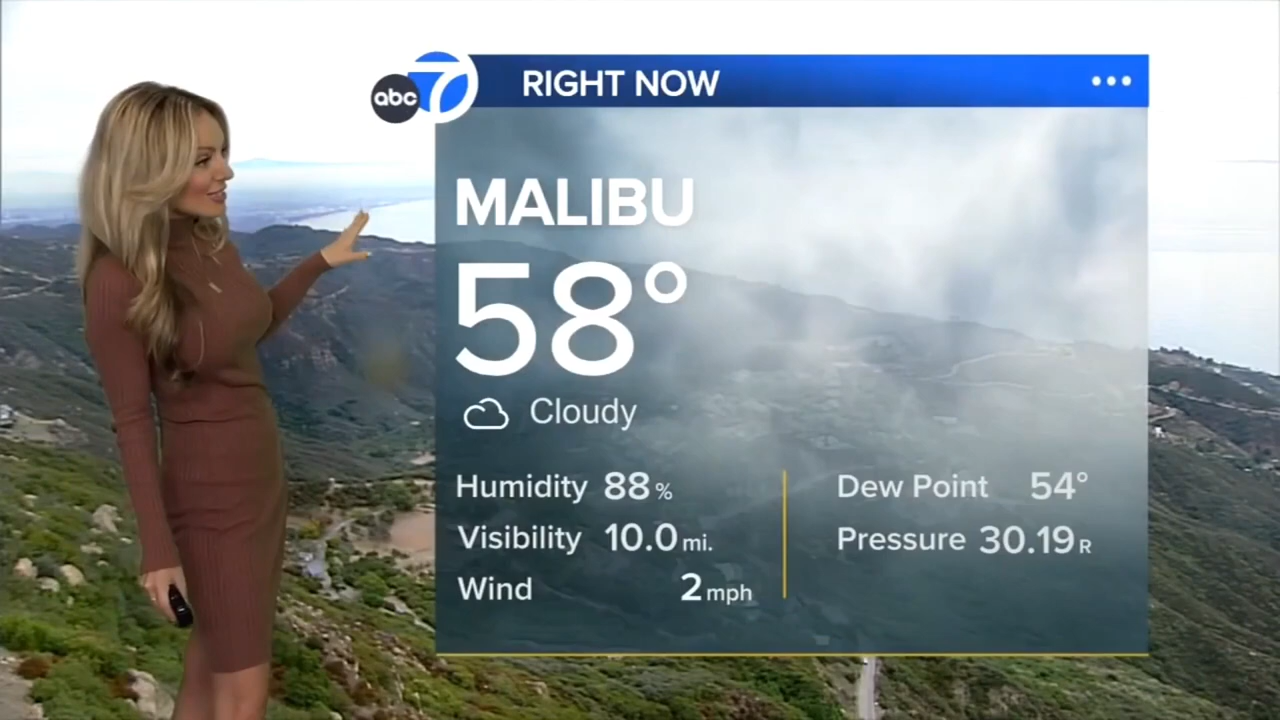 abc 7
RIGHT NOW
MALIBU
58°
Cloudy
Humidity 88 %
Visibility 10.0 mi.
Wind 2 mph
Dew Point 54°
Pressure 30.19 R